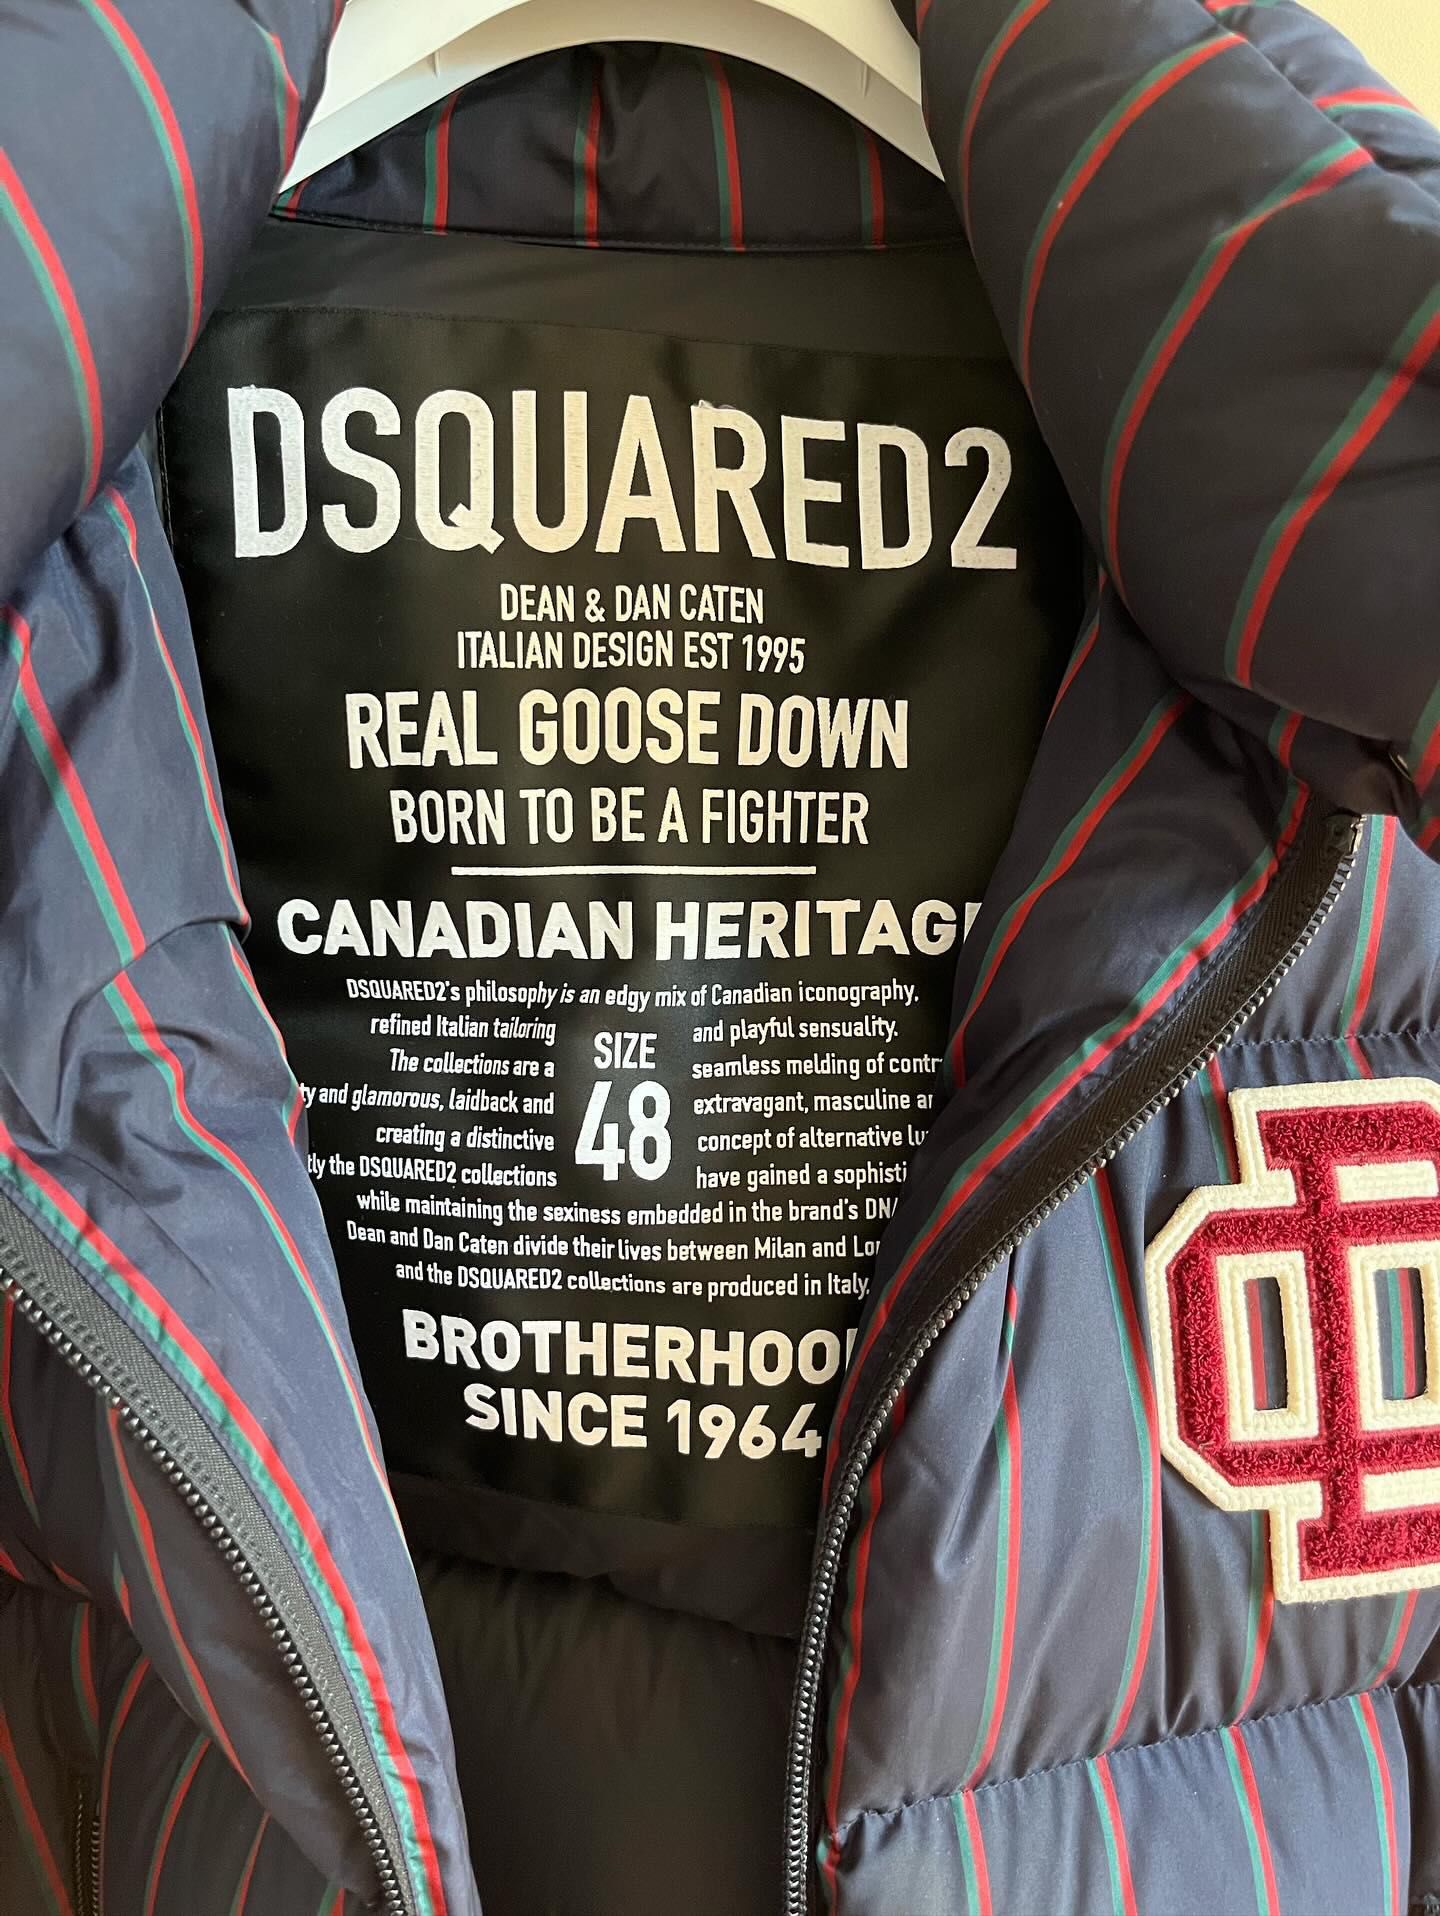 DSQUARED2
DEAN & DAN CATEN
ITALIAN DESIGN EST 1995
REAL GOOSE DOWN
BORN TO BE A FIGHTER
CANADIAN HERITAGE
DSQUARED2's philosophy is an edgy mix of Canadian iconography,
refined Italian tailoring and playful sensuality.
The collections are a seamless melding of
and glamorous, laidback and extravagant, masculine
creating a distinctive concept of alternative
the DSQUARED2 collections have gained a
SIZE
48
while maintaining the sexiness embedded in the brand's DNA
Dean and Dan Caten divide their lives between Milan and
and the DSQUARED2 collections are produced in Italy.
BROTHERHOOD
SINCE 1964